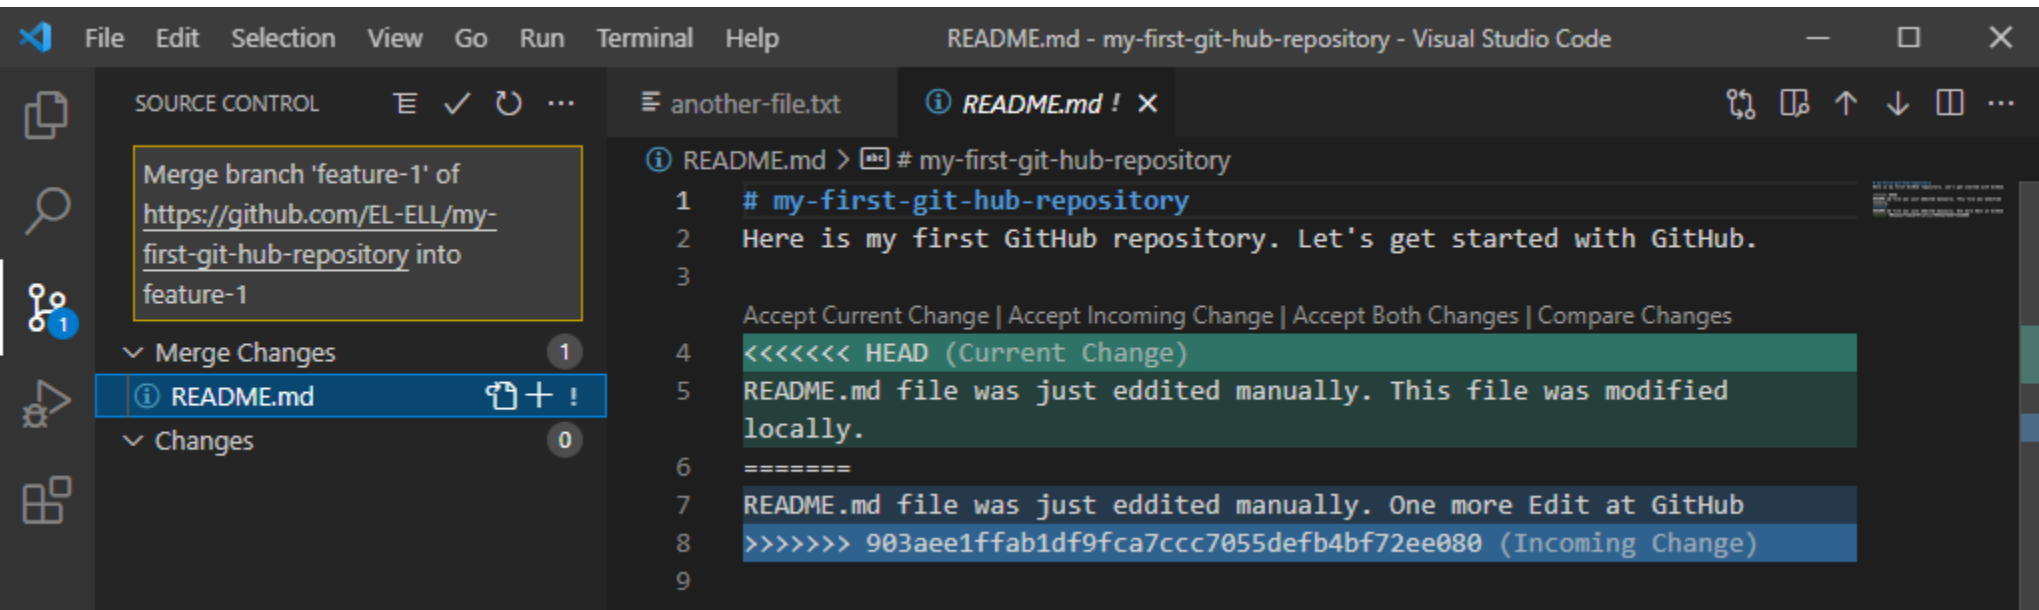 File Edit Selection View Go Run Terminal Help README.md - my-first-git-hub-repository - Visual Studio Code
SOURCE CONTROL
Merge branch 'feature-1' of
https://github.com/EL-ELL/my-
first-git-hub-repository into
feature-1
Merge Changes 1
README.md !
Changes 0
1
another-file.txt README.md ! 
README.md > abc # my-first-git-hub-repository
1 # my-first-git-hub-repository
2 Here is my first GitHub repository. Let's get started with GitHub.
3
Accept Current Change | Accept Incoming Change | Accept Both Changes | Compare Changes
4 <<<<<<< HEAD (Current Change)
5 README.md file was just eddited manually. This file was modified
locally.
6 =======
7 README.md file was just eddited manually. One more Edit at GitHub
8 >>>>>>> 903aee1ffab1df9fca7ccc7055defb4bf72ee080 (Incoming Change)
9